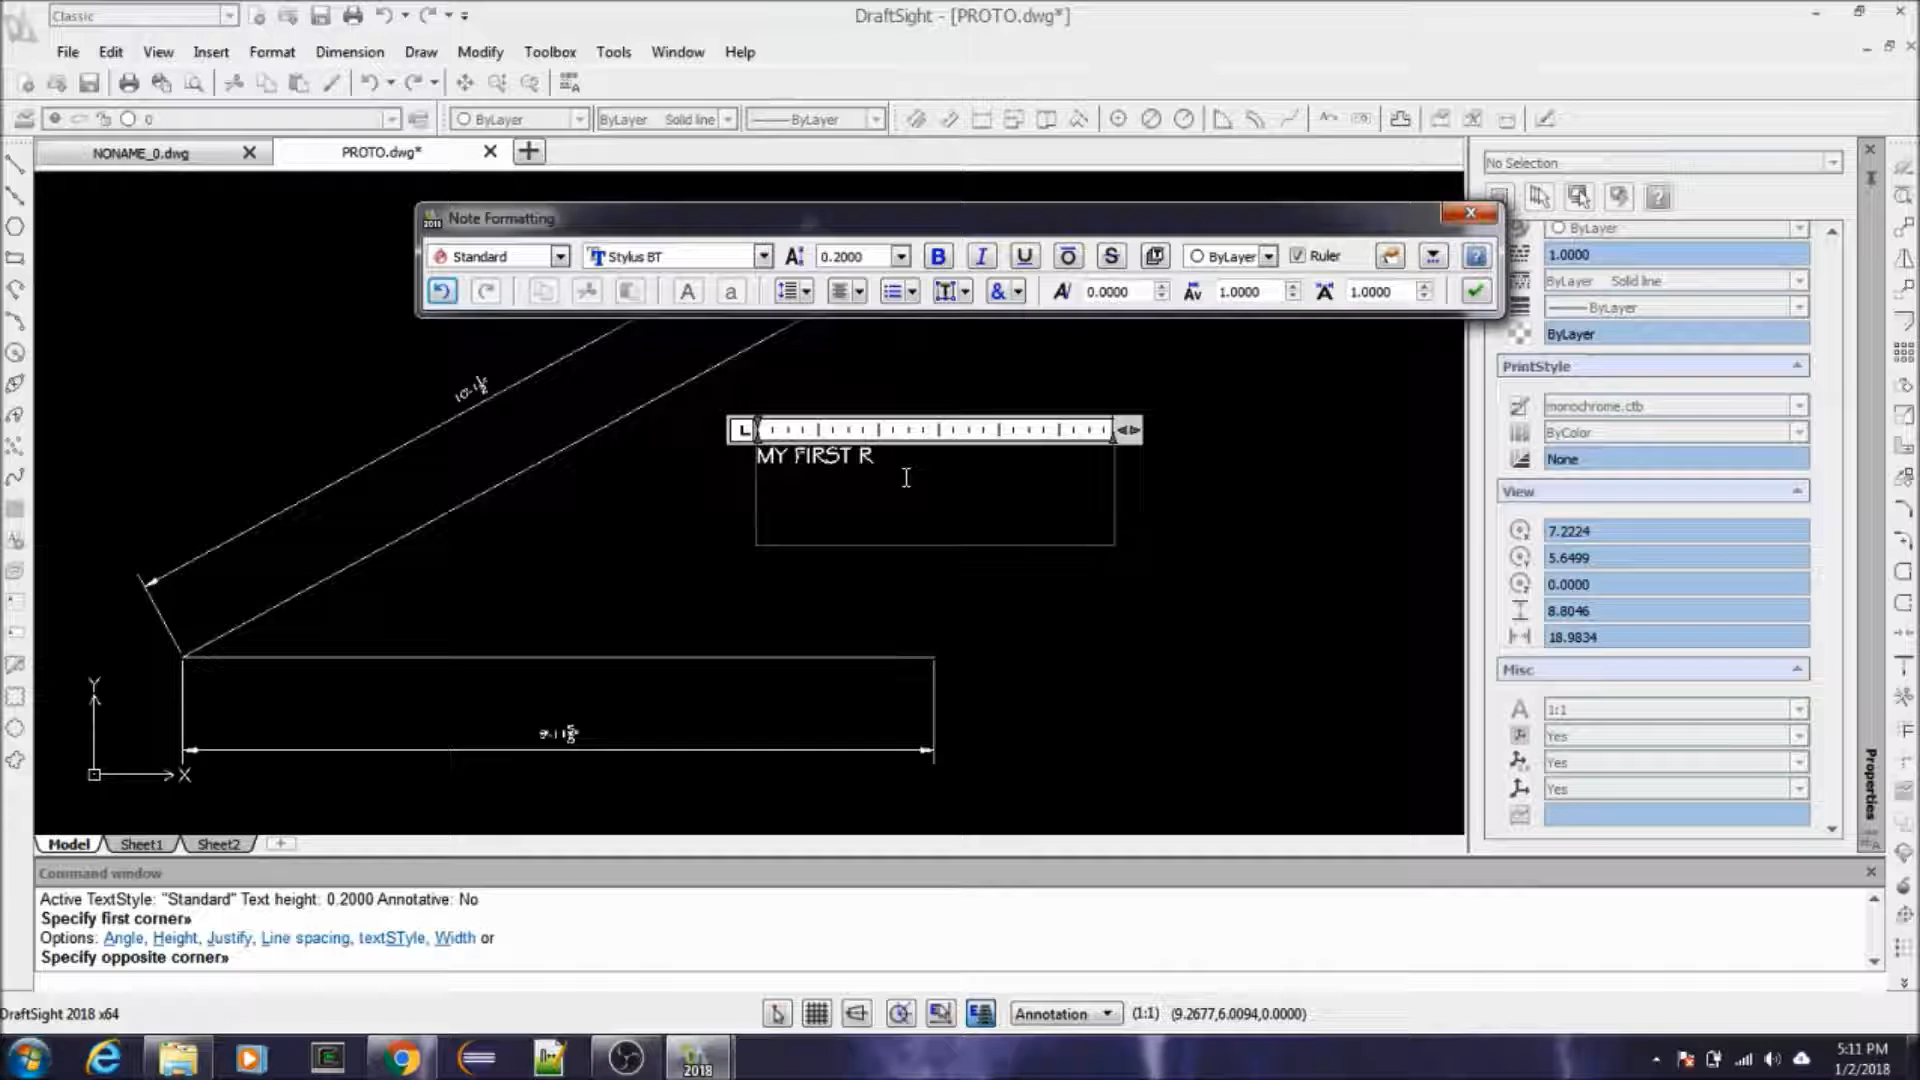 Classic
DraftSight - [PROTO.dwg*]
File Edit View Insert Format Dimension Draw Modify Toolbox Tools Window Help
0 ByLayer ByLayer Solid line ByLayer
NONAME_0.dwg PROTO.dwg*
No Selection
2018 Note Formatting
Standard Stylus BT 0.2000 B I U O S ByLayer Ruler
A a & 0.0000 1.0000 1.0000
ByLayer
1.0000
ByLayer Solid line
ByLayer
ByLayer
PrintStyle
monochrome.ctb
ByColor
None
View
7.2224
5.6499
0.0000
8.8046
18.9834
Misc
1:1
Yes
Yes
Yes
Properties
L
MY FIRST R
Y
X
Model Sheet1 Sheet2
Command window
Active TextStyle: "Standard" Text height: 0.2000 Annotative: No
Specify first corner»
Options: Angle, Height, Justify, Line spacing, textSTyle, Width or
Specify opposite corner»
DraftSight 2018 x64
Annotation (1:1) (9.2677,6.0094,0.0000)
2018
5:11 PM
1/2/2018